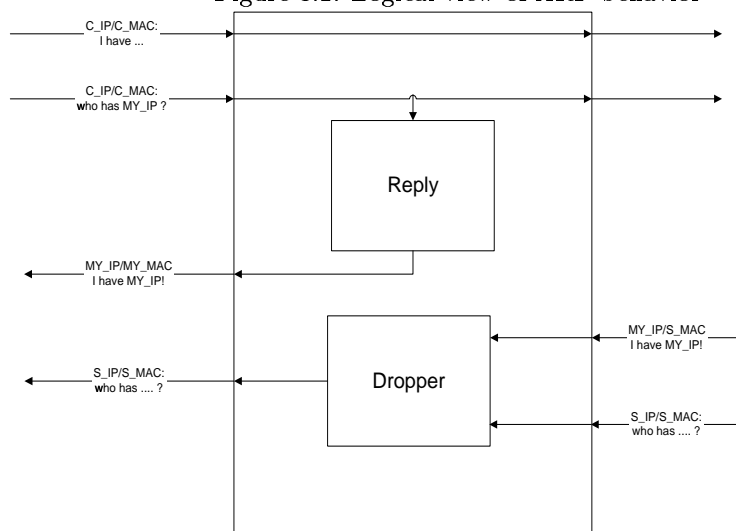 C_IP/C_MAC:
I have ...
C_IP/C_MAC:
who has MY_IP ?
Reply
MY_IP/MY_MAC
I have MY_IP!
MY_IP/S_MAC
I have MY_IP!
S_IP/S_MAC:
who has .... ?
Dropper
S_IP/S_MAC:
who has .... ?